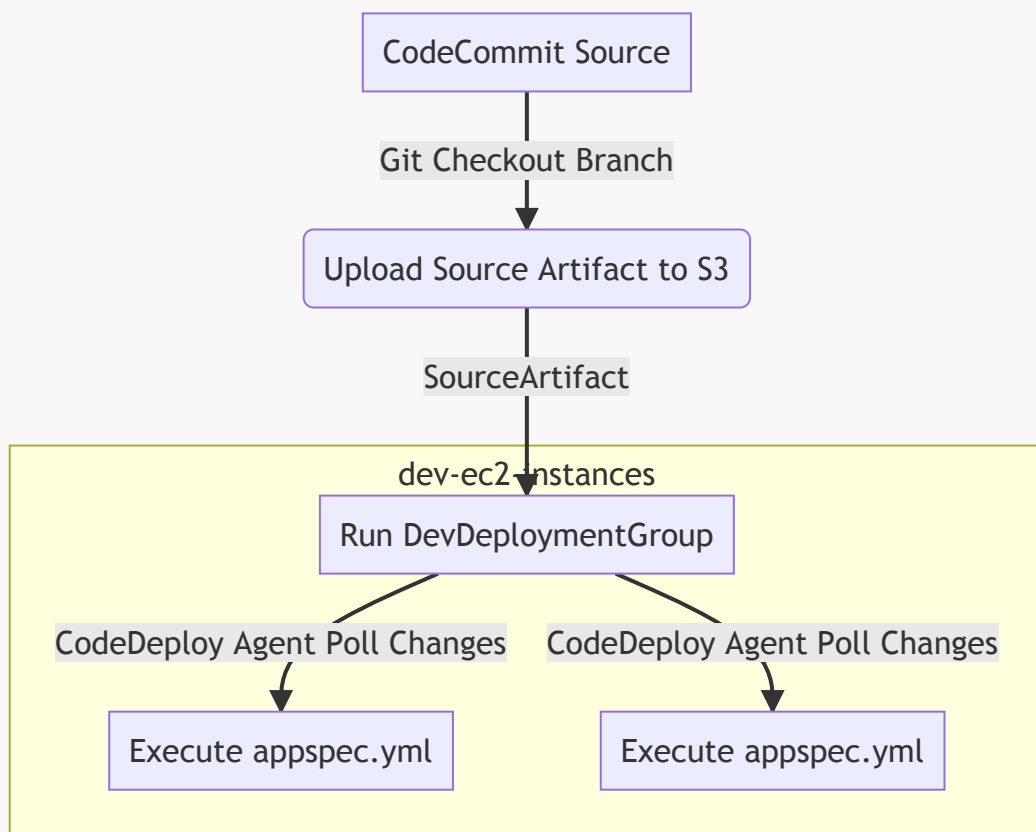 CodeCommit Source
Git Checkout Branch
Upload Source Artifact to S3
SourceArtifact
dev-ec2-instances
Run DevDeploymentGroup
CodeDeploy Agent Poll Changes
CodeDeploy Agent Poll Changes
Execute appspec.yml
Execute appspec.yml